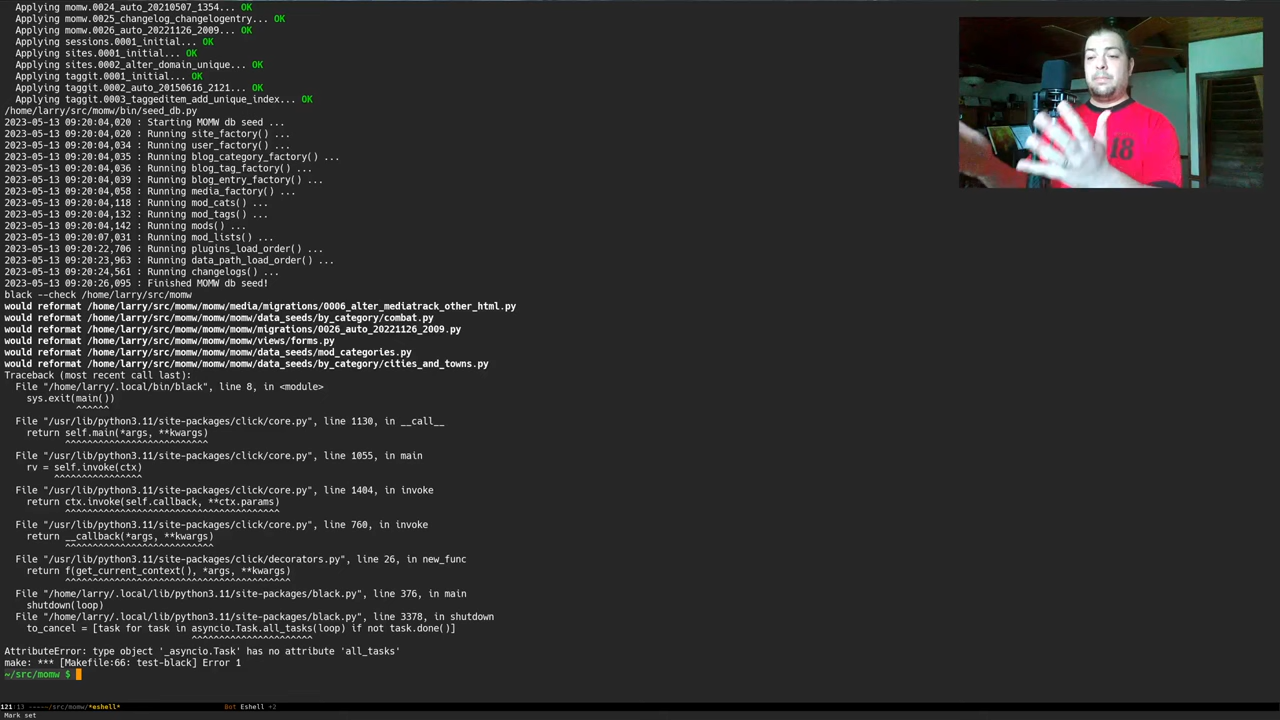 Applying momw.0024_auto_20210507_1354... OK
Applying momw.0025_changelog_changelogentry... OK
Applying momw.0026_auto_20221126_2009... OK
Applying sessions.0001_initial... OK
Applying sites.0001_initial... OK
Applying sites.0002_alter_domain_unique... OK
Applying taggit.0001_initial... OK
Applying taggit.0002_auto_20150616_2121... OK
Applying taggit.0003_taggeditem_add_unique_index... OK
/home/larry/src/momw/bin/seed_db.py
2023-05-13 09:20:04,020 : Starting MOMW db seed ...
2023-05-13 09:20:04,020 : Running site_factory() ...
2023-05-13 09:20:04,034 : Running user_factory() ...
2023-05-13 09:20:04,035 : Running blog_category_factory() ...
2023-05-13 09:20:04,036 : Running blog_tag_factory() ...
2023-05-13 09:20:04,039 : Running blog_entry_factory() ...
2023-05-13 09:20:04,058 : Running media_factory() ...
2023-05-13 09:20:04,118 : Running mod_cats() ...
2023-05-13 09:20:04,132 : Running mod_tags() ...
2023-05-13 09:20:04,142 : Running mods() ...
2023-05-13 09:20:07,031 : Running mod_lists() ...
2023-05-13 09:20:22,706 : Running plugins_load_order() ...
2023-05-13 09:20:23,963 : Running data_path_load_order() ...
2023-05-13 09:20:24,561 : Running changelogs() ...
2023-05-13 09:20:26,095 : Finished MOMW db seed!
black --check /home/larry/src/momw
would reformat /home/larry/src/momw/momw/media/migrations/0006_alter_mediatrack_other_html.py
would reformat /home/larry/src/momw/momw/momw/data_seeds/by_category/combat.py
would reformat /home/larry/src/momw/momw/momw/migrations/0026_auto_20221126_2009.py
would reformat /home/larry/src/momw/momw/momw/views/forms.py
would reformat /home/larry/src/momw/momw/momw/data_seeds/mod_categories.py
would reformat /home/larry/src/momw/momw/momw/data_seeds/by_category/cities_and_towns.py
Traceback (most recent call last):
File "/home/larry/.local/bin/black", line 8, in <module>
sys.exit(main())
^^^^^^
File "/usr/lib/python3.11/site-packages/click/core.py", line 1130, in __call__
return self.main(*args, **kwargs)
^^^^^^^^^^^^^^^^^^^^^^^^^^
File "/usr/lib/python3.11/site-packages/click/core.py", line 1055, in main
rv = self.invoke(ctx)
^^^^^^^^^^^^^^^^
File "/usr/lib/python3.11/site-packages/click/core.py", line 1404, in invoke
return ctx.invoke(self.callback, **ctx.params)
^^^^^^^^^^^^^^^^^^^^^^^^^^^^^^^^^^^^^^^
File "/usr/lib/python3.11/site-packages/click/core.py", line 760, in invoke
return __callback(*args, **kwargs)
^^^^^^^^^^^^^^^^^^^^^^^^^^^
File "/usr/lib/python3.11/site-packages/click/decorators.py", line 26, in new_func
return f(get_current_context(), *args, **kwargs)
^^^^^^^^^^^^^^^^^^^^^^^^^^^^^^^^^^^^^^^^^
File "/home/larry/.local/lib/python3.11/site-packages/black.py", line 376, in main
shutdown(loop)
File "/home/larry/.local/lib/python3.11/site-packages/black.py", line 3378, in shutdown
to_cancel = [task for task in asyncio.Task.all_tasks(loop) if not task.done()]
^^^^^^^^^^^^^^^^^^^^^^
AttributeError: type object '_asyncio.Task' has no attribute 'all_tasks'
make: *** [Makefile:66: test-black] Error 1
~/src/momw $
121:13 -----/src/momw/*eshell* Bot Eshell +2
Mark set
18